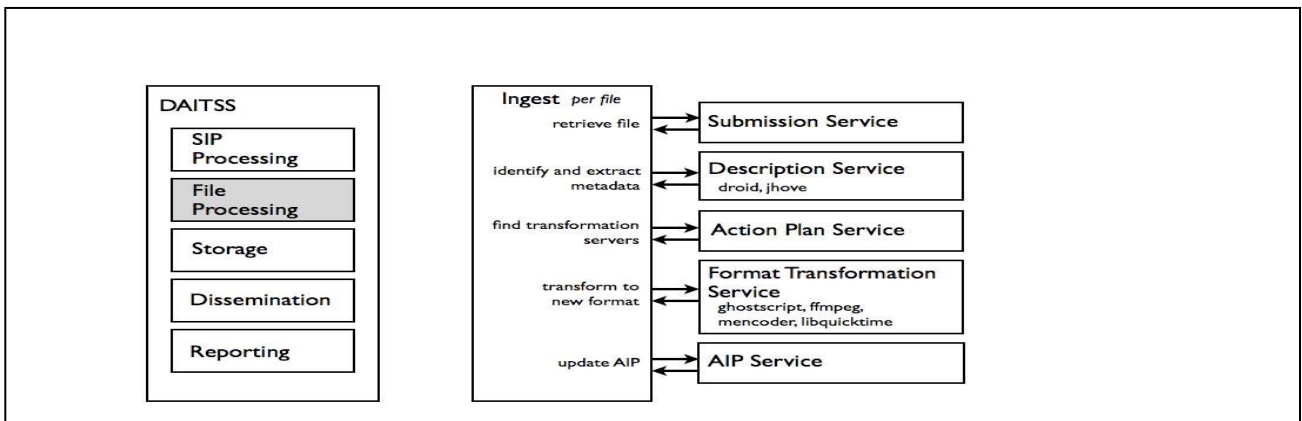 DAITSS
SIP
Processing
File
Processing
Storage
Dissemination
Reporting
Ingest per file
retrieve file
identify and extract
metadata
find transformation
servers
transform to
new format
update AIP
Submission Service
Description Service
droid, jhove
Action Plan Service
Format Transformation
Service
ghostscript, ffmpeg,
mencoder, libquicktime
AIP Service